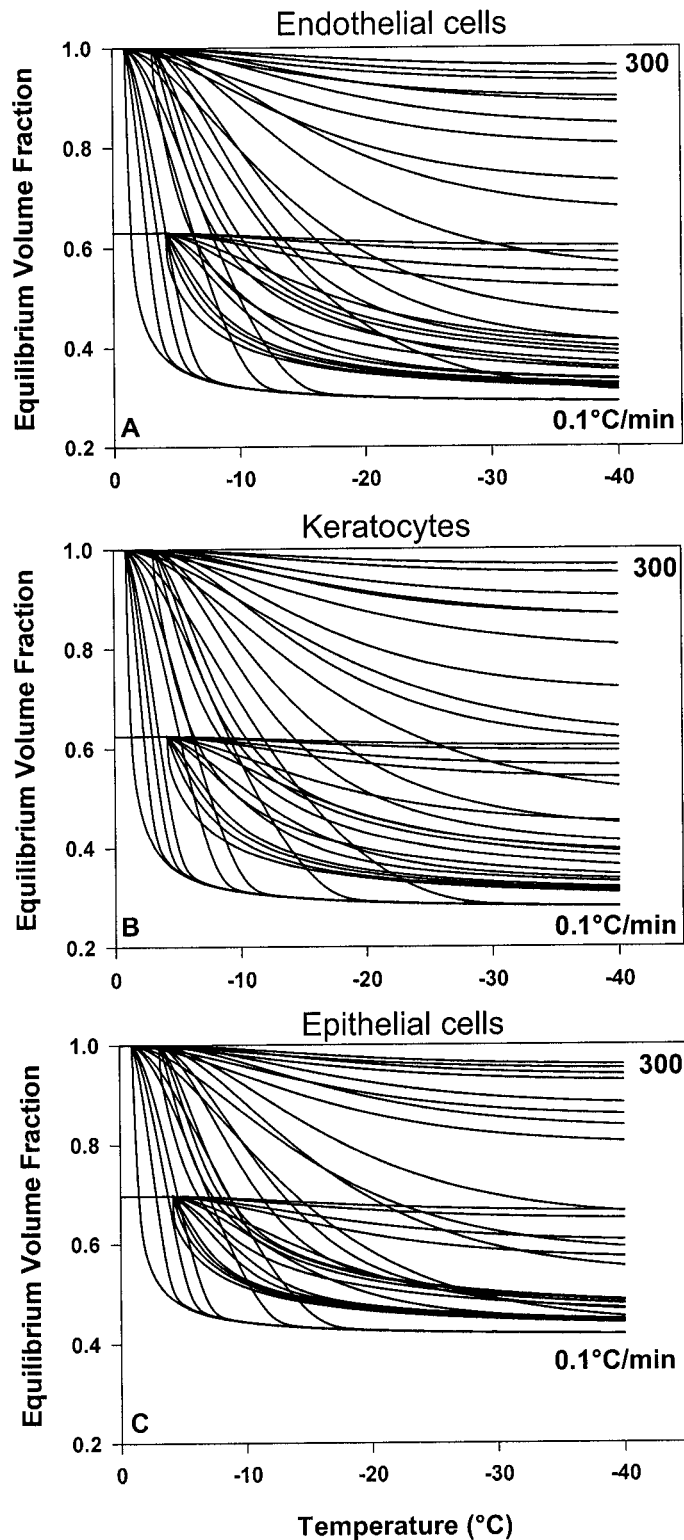 Endothelial cells
Equilibrium Volume Fraction
1.0
0.8
0.6
0.4
0.2
300
0.1°C/min
A
0 -10 -20 -30 -40
Keratocytes
Equilibrium Volume Fraction
1.0
0.8
0.6
0.4
0.2
300
0.1°C/min
B
0 -10 -20 -30 -40
Epithelial cells
Equilibrium Volume Fraction
1.0
0.8
0.6
0.4
0.2
300
0.1°C/min
C
0 -10 -20 -30 -40
Temperature (°C)